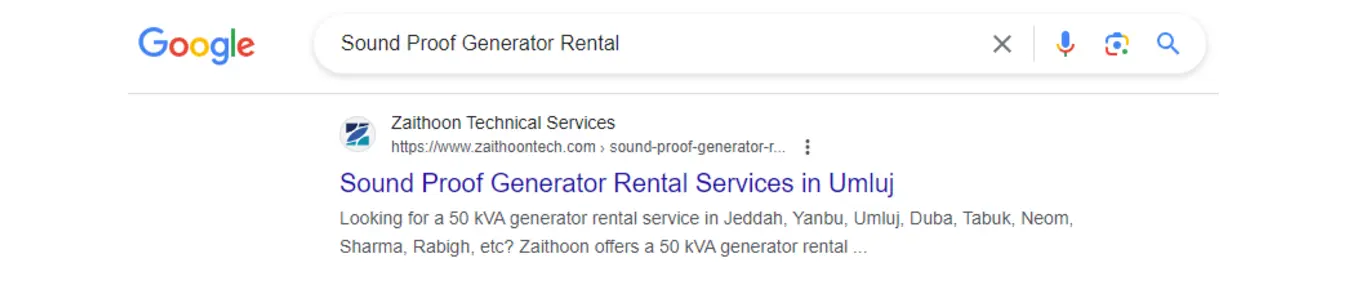 Google
Sound Proof Generator Rental
Zaithoon Technical Services
https://www.zaithoontech.com › sound-proof-generator-r...
Sound Proof Generator Rental Services in Umluj
Looking for a 50 kVA generator rental service in Jeddah, Yanbu, Umluj, Duba, Tabuk, Neom,
Sharma, Rabigh, etc? Zaithoon offers a 50 kVA generator rental ...